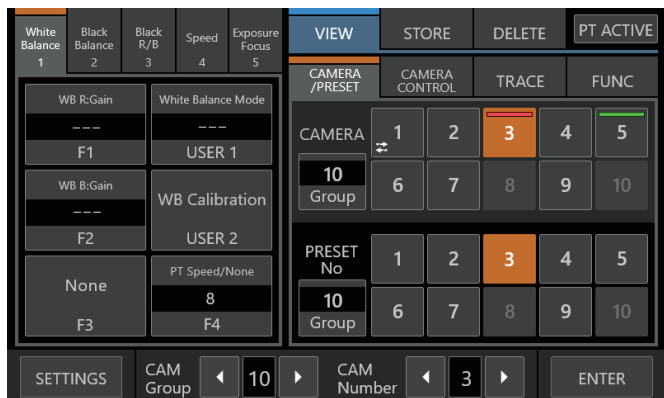 White
Balance
1
Black
Balance
2
Black
R/B
3
Speed
4
Exposure
Focus
5
WB R:Gain
---
F1
White Balance Mode
---
USER 1
WB B:Gain
---
F2
WB Calibration
USER 2
None
F3
PT Speed/None
8
F4
VIEW
STORE
DELETE
PT ACTIVE
CAMERA
/PRESET
CAMERA
CONTROL
TRACE
FUNC
CAMERA
10
Group
1 2 3 4 5
6 7 8 9 10
PRESET
No
10
Group
1 2 3 4 5
6 7 8 9 10
SETTINGS
CAM
Group
10
CAM
Number
3
ENTER